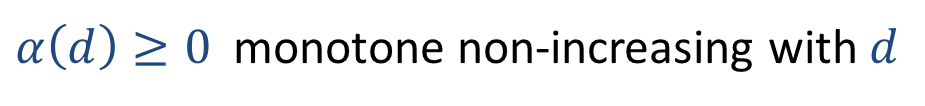 α(d) ≥ 0 monotone non-increasing with d